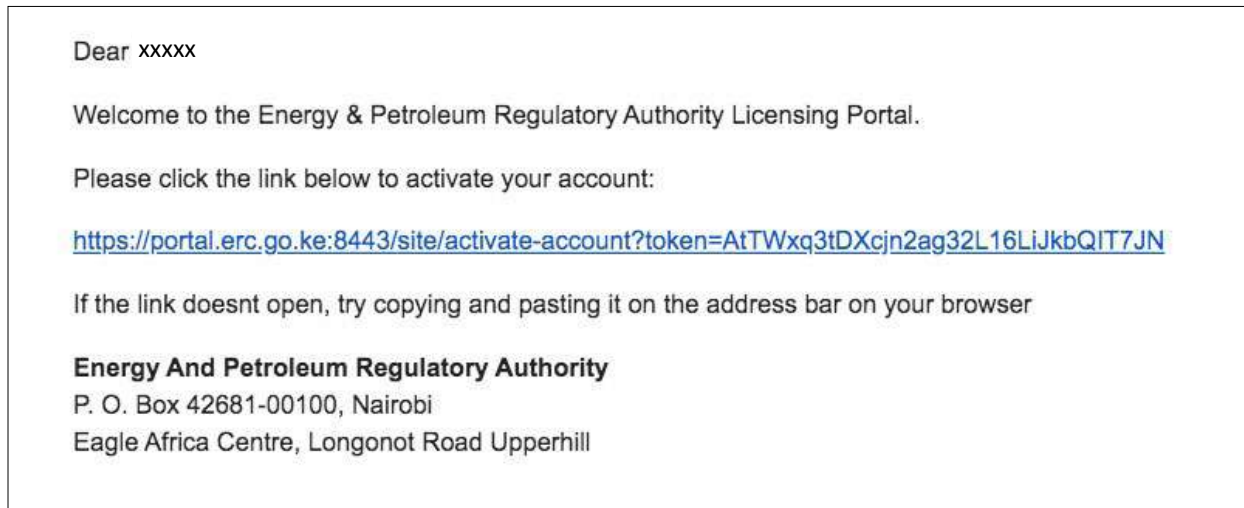 Dear xxxxx
Welcome to the Energy & Petroleum Regulatory Authority Licensing Portal.
Please click the link below to activate your account:
https://portal.erc.go.ke:8443/site/activate-account?token=AtTWxq3tDXcjn2ag32L16LiJkbQIT7JN
If the link doesnt open, try copying and pasting it on the address bar on your browser
Energy And Petroleum Regulatory Authority
P. O. Box 42681-00100, Nairobi
Eagle Africa Centre, Longonot Road Upperhill